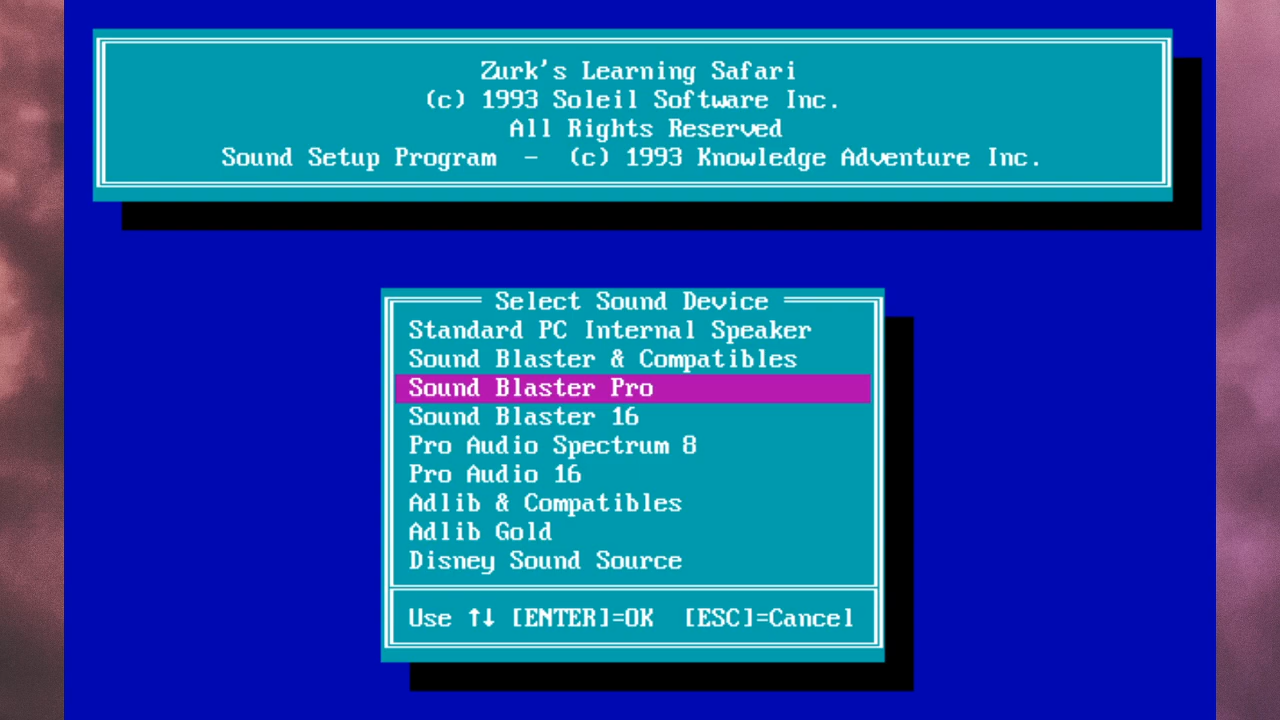 Zurk's Learning Safari
(c) 1993 Soleil Software Inc.
All Rights Reserved
Sound Setup Program - (c) 1993 Knowledge Adventure Inc.
Select Sound Device
Standard PC Internal Speaker
Sound Blaster & Compatibles
Sound Blaster Pro
Sound Blaster 16
Pro Audio Spectrum 8
Pro Audio 16
Adlib & Compatibles
Adlib Gold
Disney Sound Source
Use ↑↓ [ENTER]=OK [ESC]=Cancel